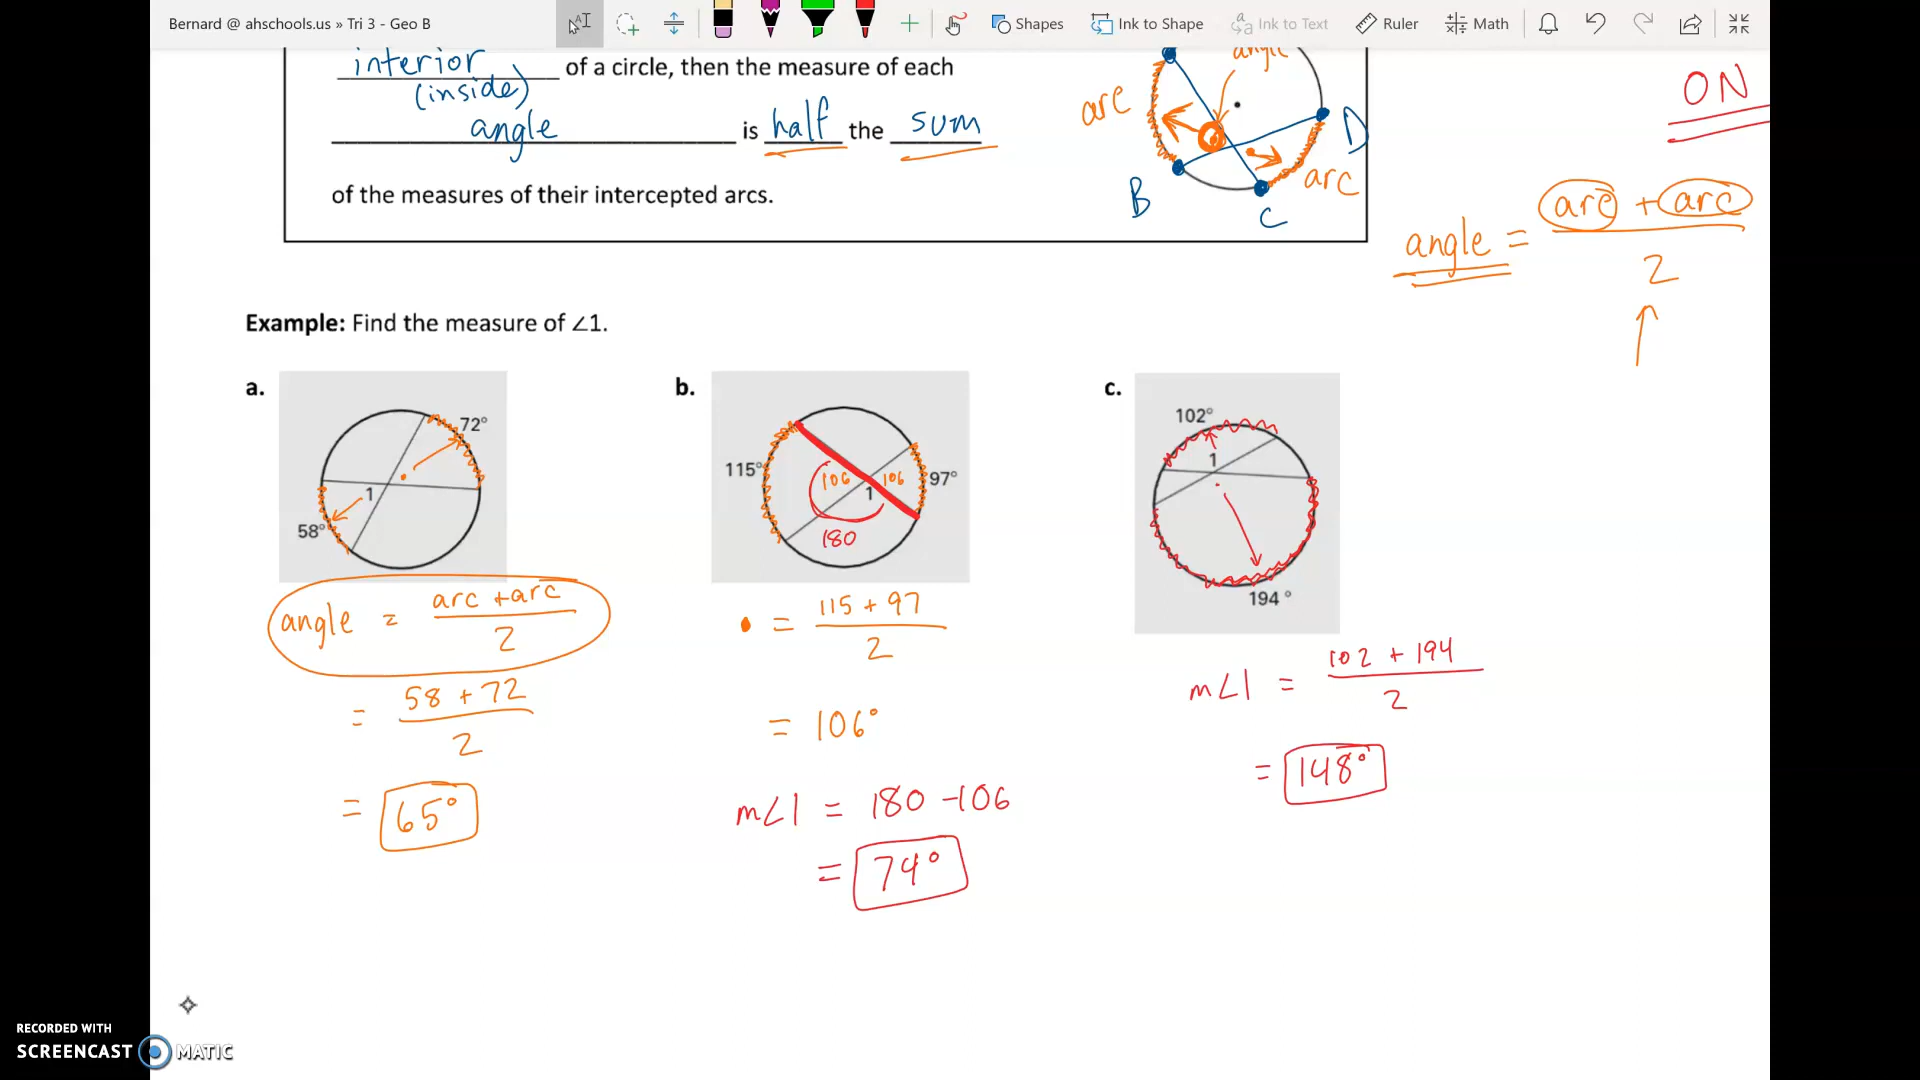 Bernard @ ahschools.us » Tri 3 - Geo B
Shapes
Ink to Shape
Ink to Text
Ruler
Math
interior of a circle, then the measure of each
(inside)
angle is half the sum
of the measures of their intercepted arcs.
angle
arc
D
arc
B
C
ON
angle = arc + arc
2
Example: Find the measure of ∠1.
a.
72°
1
58°
angle = arc + arc
2
= 58 + 72
2
= 65°
b.
115°
106
106
97°
1
180
= 115 + 97
2
= 106°
m∠1 = 180 - 106
= 74°
c.
102°
1
194°
m∠1 = 102 + 194
2
= 148°
RECORDED WITH
SCREENCAST MATIC